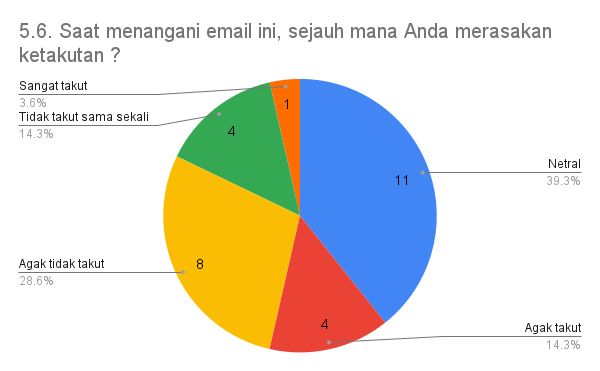 5.6. Saat menangani email ini, sejauh mana Anda merasakan
ketakutan ?
Sangat takut
3.6%
Tidak takut sama sekali
14.3%
Agak tidak takut
28.6%
Netral
39.3%
Agak takut
14.3%
1
4
11
8
4